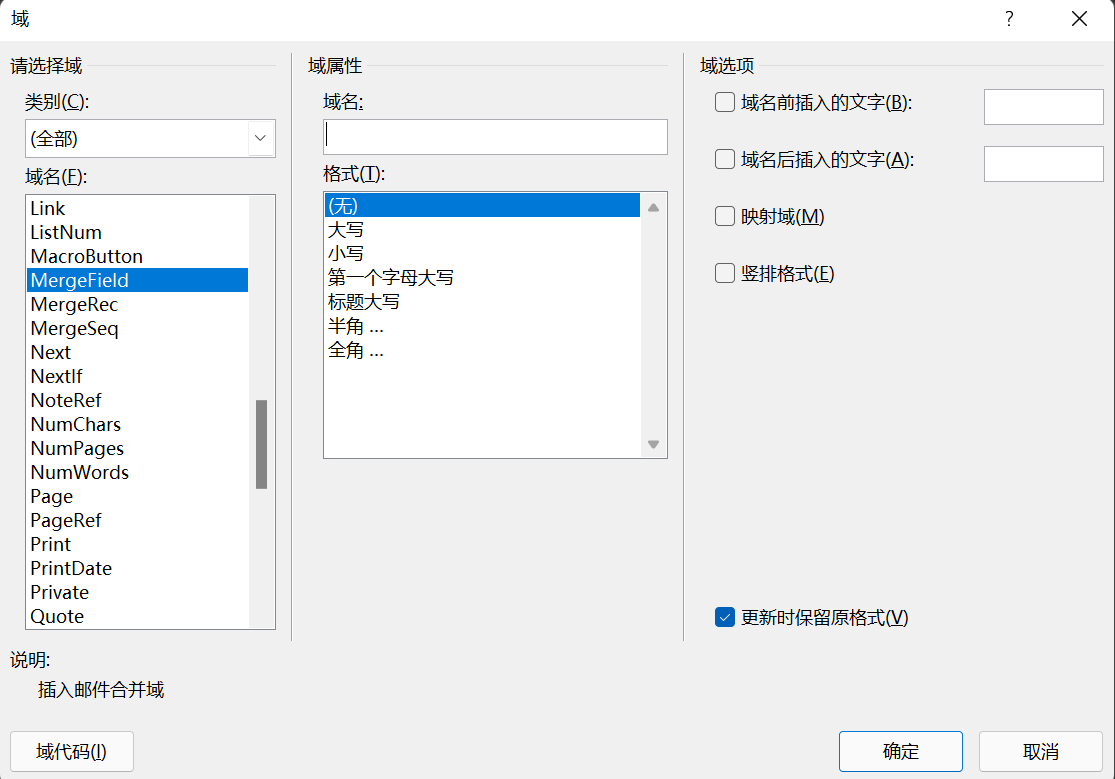 域
?
请选择域
类别(C):
(全部)
域名(F):
Link
ListNum
MacroButton
MergeField
MergeRec
MergeSeq
Next
NextIf
NoteRef
NumChars
NumPages
NumWords
Page
PageRef
Print
PrintDate
Private
Quote
域属性
域名:
格式(T):
(无)
大写
小写
第一个字母大写
标题大写
半角 ...
全角 ...
域选项
域名前插入的文字(B):
域名后插入的文字(A):
映射域(M)
竖排格式(E)
更新时保留原格式(V)
说明:
插入邮件合并域
域代码(I)
确定
取消